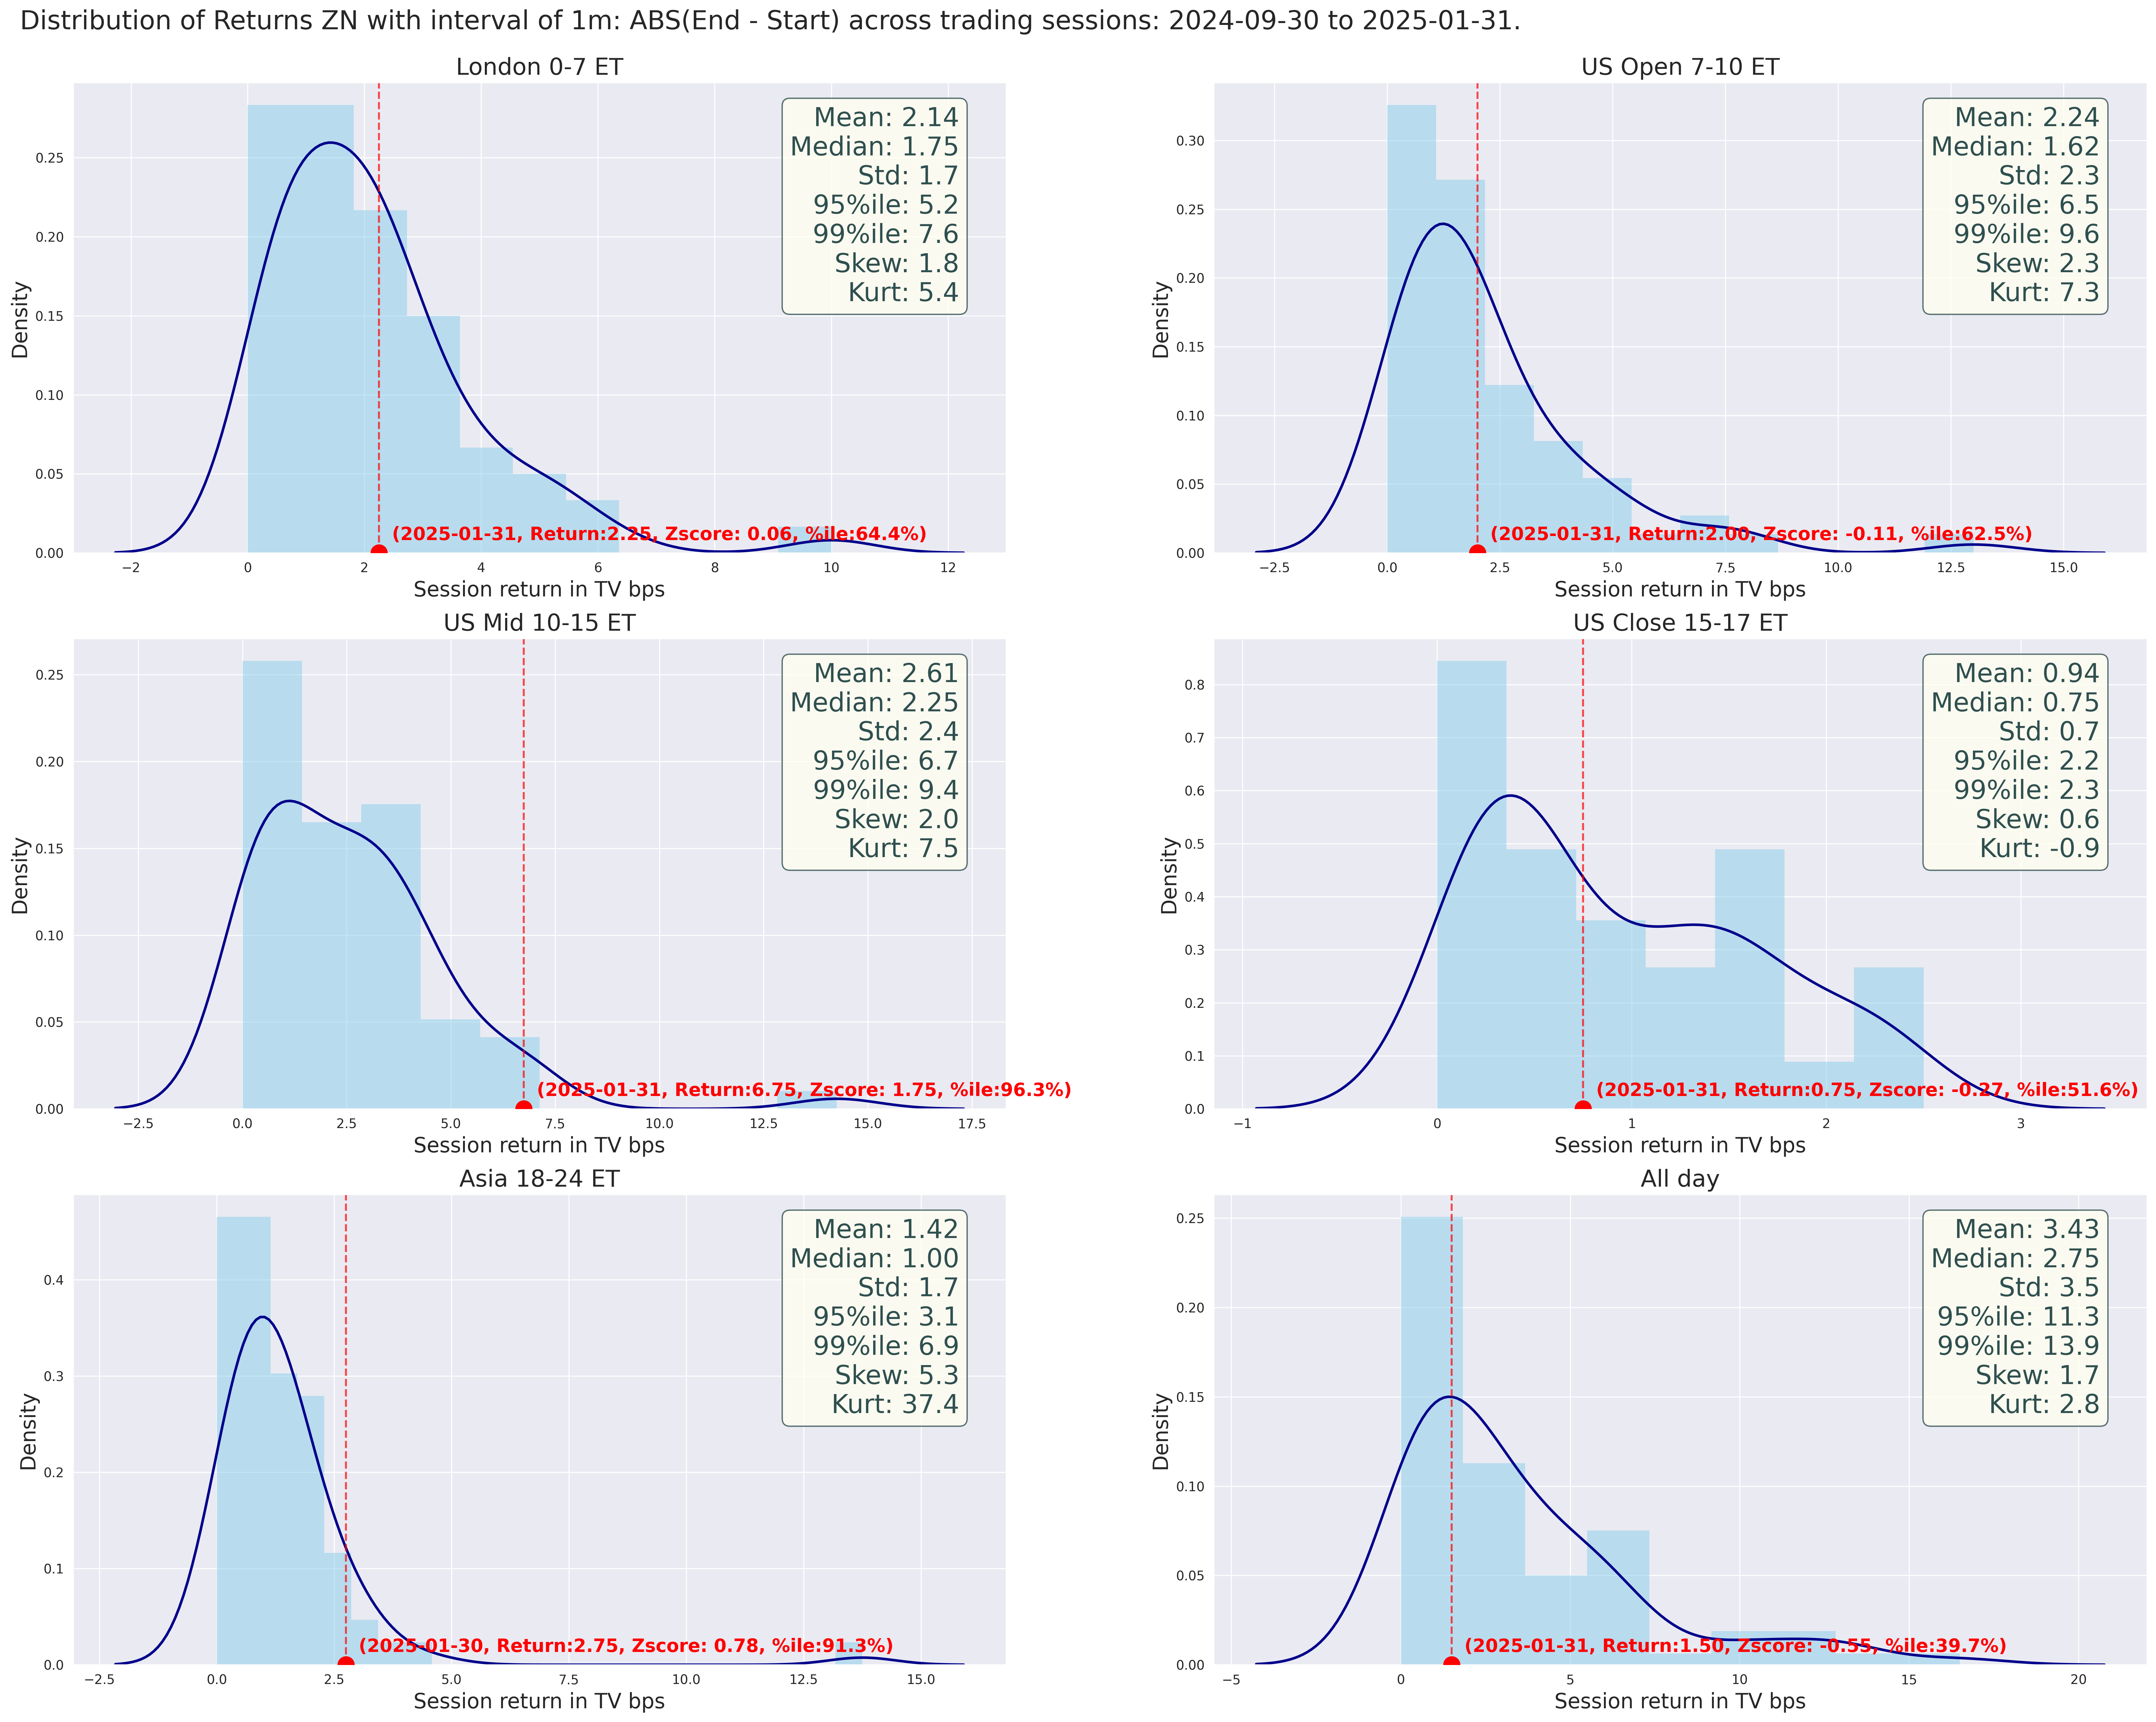 Distribution of Returns ZN with interval of 1m: ABS(End - Start) across trading sessions: 2024-09-30 to 2025-01-31.
London 0-7 ET
Mean: 2.14
Median: 1.75
Std: 1.7
95%ile: 5.2
99%ile: 7.6
Skew: 1.8
Kurt: 5.4
Density
0.25
0.20
0.15
0.10
0.05
0.00
(2025-01-31, Return:2.25, Zscore: 0.06, %ile:64.4%)
−2 0 2 4 6 8 10 12
Session return in TV bps
US Open 7-10 ET
Mean: 2.24
Median: 1.62
Std: 2.3
95%ile: 6.5
99%ile: 9.6
Skew: 2.3
Kurt: 7.3
Density
0.30
0.25
0.20
0.15
0.10
0.05
0.00
(2025-01-31, Return:2.00, Zscore: -0.11, %ile:62.5%)
−2.5 0.0 2.5 5.0 7.5 10.0 12.5 15.0
Session return in TV bps
US Mid 10-15 ET
Mean: 2.61
Median: 2.25
Std: 2.4
95%ile: 6.7
99%ile: 9.4
Skew: 2.0
Kurt: 7.5
Density
0.25
0.20
0.15
0.10
0.05
0.00
(2025-01-31, Return:6.75, Zscore: 1.75, %ile:96.3%)
−2.5 0.0 2.5 5.0 7.5 10.0 12.5 15.0 17.5
Session return in TV bps
US Close 15-17 ET
Mean: 0.94
Median: 0.75
Std: 0.7
95%ile: 2.2
99%ile: 2.3
Skew: 0.6
Kurt: -0.9
Density
0.8
0.7
0.6
0.5
0.4
0.3
0.2
0.1
0.0
(2025-01-31, Return:0.75, Zscore: -0.27, %ile:51.6%)
−1 0 1 2 3
Session return in TV bps
Asia 18-24 ET
Mean: 1.42
Median: 1.00
Std: 1.7
95%ile: 3.1
99%ile: 6.9
Skew: 5.3
Kurt: 37.4
Density
0.4
0.3
0.2
0.1
0.0
(2025-01-30, Return:2.75, Zscore: 0.78, %ile:91.3%)
−2.5 0.0 2.5 5.0 7.5 10.0 12.5 15.0
Session return in TV bps
All day
Mean: 3.43
Median: 2.75
Std: 3.5
95%ile: 11.3
99%ile: 13.9
Skew: 1.7
Kurt: 2.8
Density
0.25
0.20
0.15
0.10
0.05
0.00
(2025-01-31, Return:1.50, Zscore: -0.55, %ile:39.7%)
−5 0 5 10 15 20
Session return in TV bps